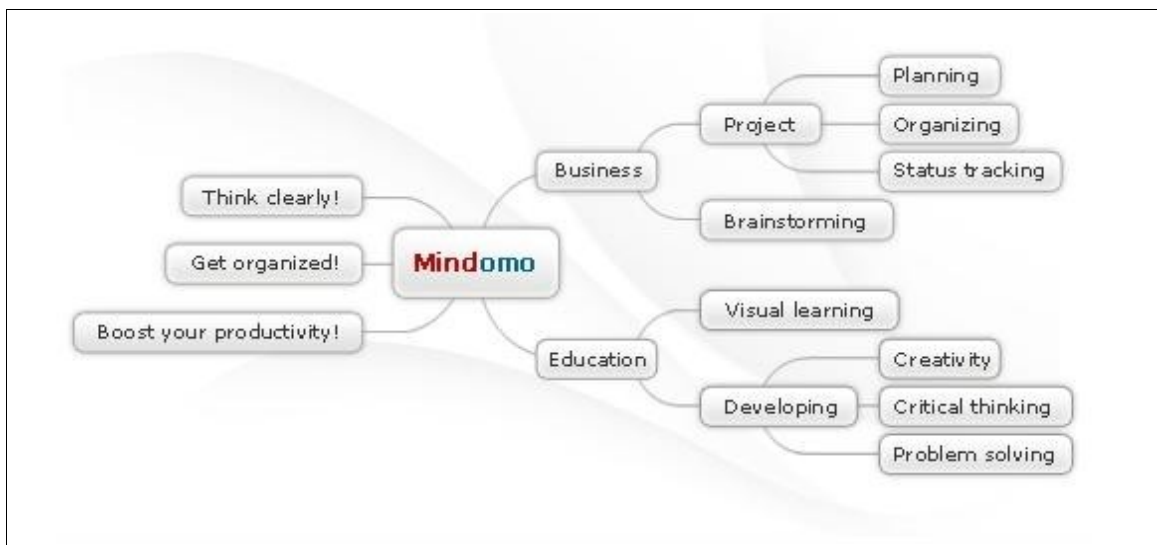 Think clearly!
Get organized!
Boost your productivity!
Mindomo
Business
Project
Planning
Organizing
Status tracking
Brainstorming
Education
Visual learning
Developing
Creativity
Critical thinking
Problem solving